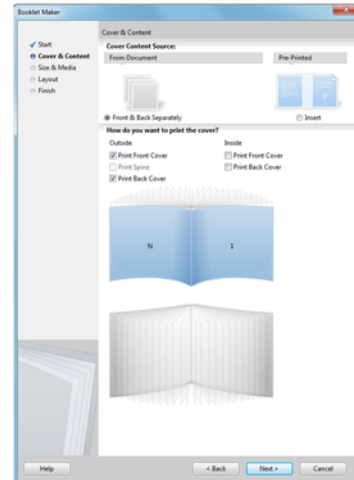 Booklet Maker
Start
Cover & Content
Size & Media
Layout
Finish
Cover & Content
Cover Content Source:
From Document
Pre-Printed
Front & Back Separately
Insert
How do you want to print the cover?
Outside
Inside
Print Front Cover
Print Front Cover
Print Spine
Print Back Cover
Print Back Cover
N
1
Help
< Back
Next >
Cancel